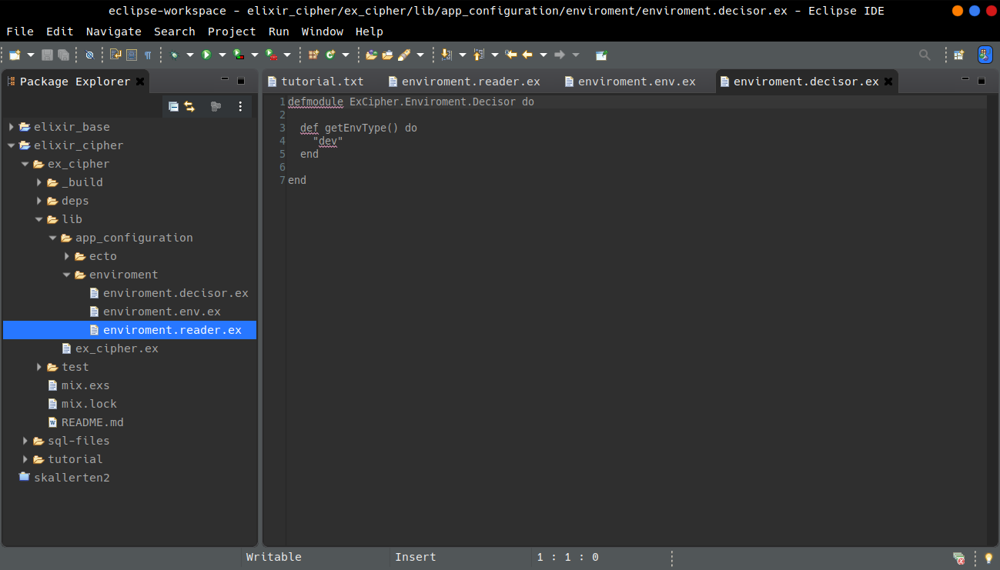 eclipse-workspace - elixir_cipher/ex_cipher/lib/app_configuration/enviroment/enviroment.decisor.ex - Eclipse IDE
File Edit Navigate Search Project Run Window Help
Package Explorer
elixir_base
elixir_cipher
ex_cipher
_build
deps
lib
app_configuration
ecto
enviroment
enviroment.decisor.ex
enviroment.env.ex
enviroment.reader.ex
ex_cipher.ex
test
mix.exs
mix.lock
README.md
sql-files
tutorial
skallerten2
tutorial.txt enviroment.reader.ex enviroment.env.ex enviroment.decisor.ex
1 defmodule ExCipher.Enviroment.Decisor do
2
3   def getEnvType() do
4     "dev"
5   end
6
7 end
Writable Insert 1 : 1 : 0